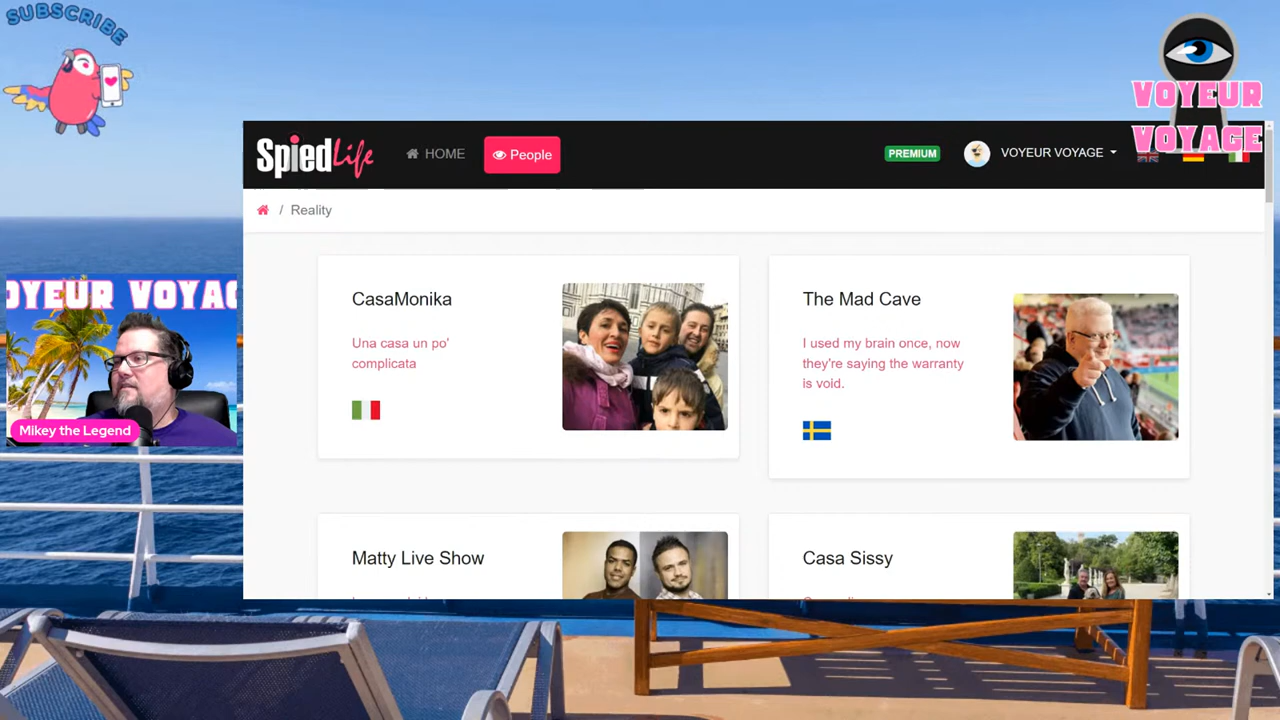 SUBSCRIBE
VOYEUR
VOYAGE
SpiedLife
HOME
People
PREMIUM
VOYEUR VOYAGE
/ Reality
CasaMonika
Una casa un po'
complicata
The Mad Cave
I used my brain once, now
they're saying the warranty
is void.
OYEUR VOYAG
Mikey the Legend
Matty Live Show
Casa Sissy